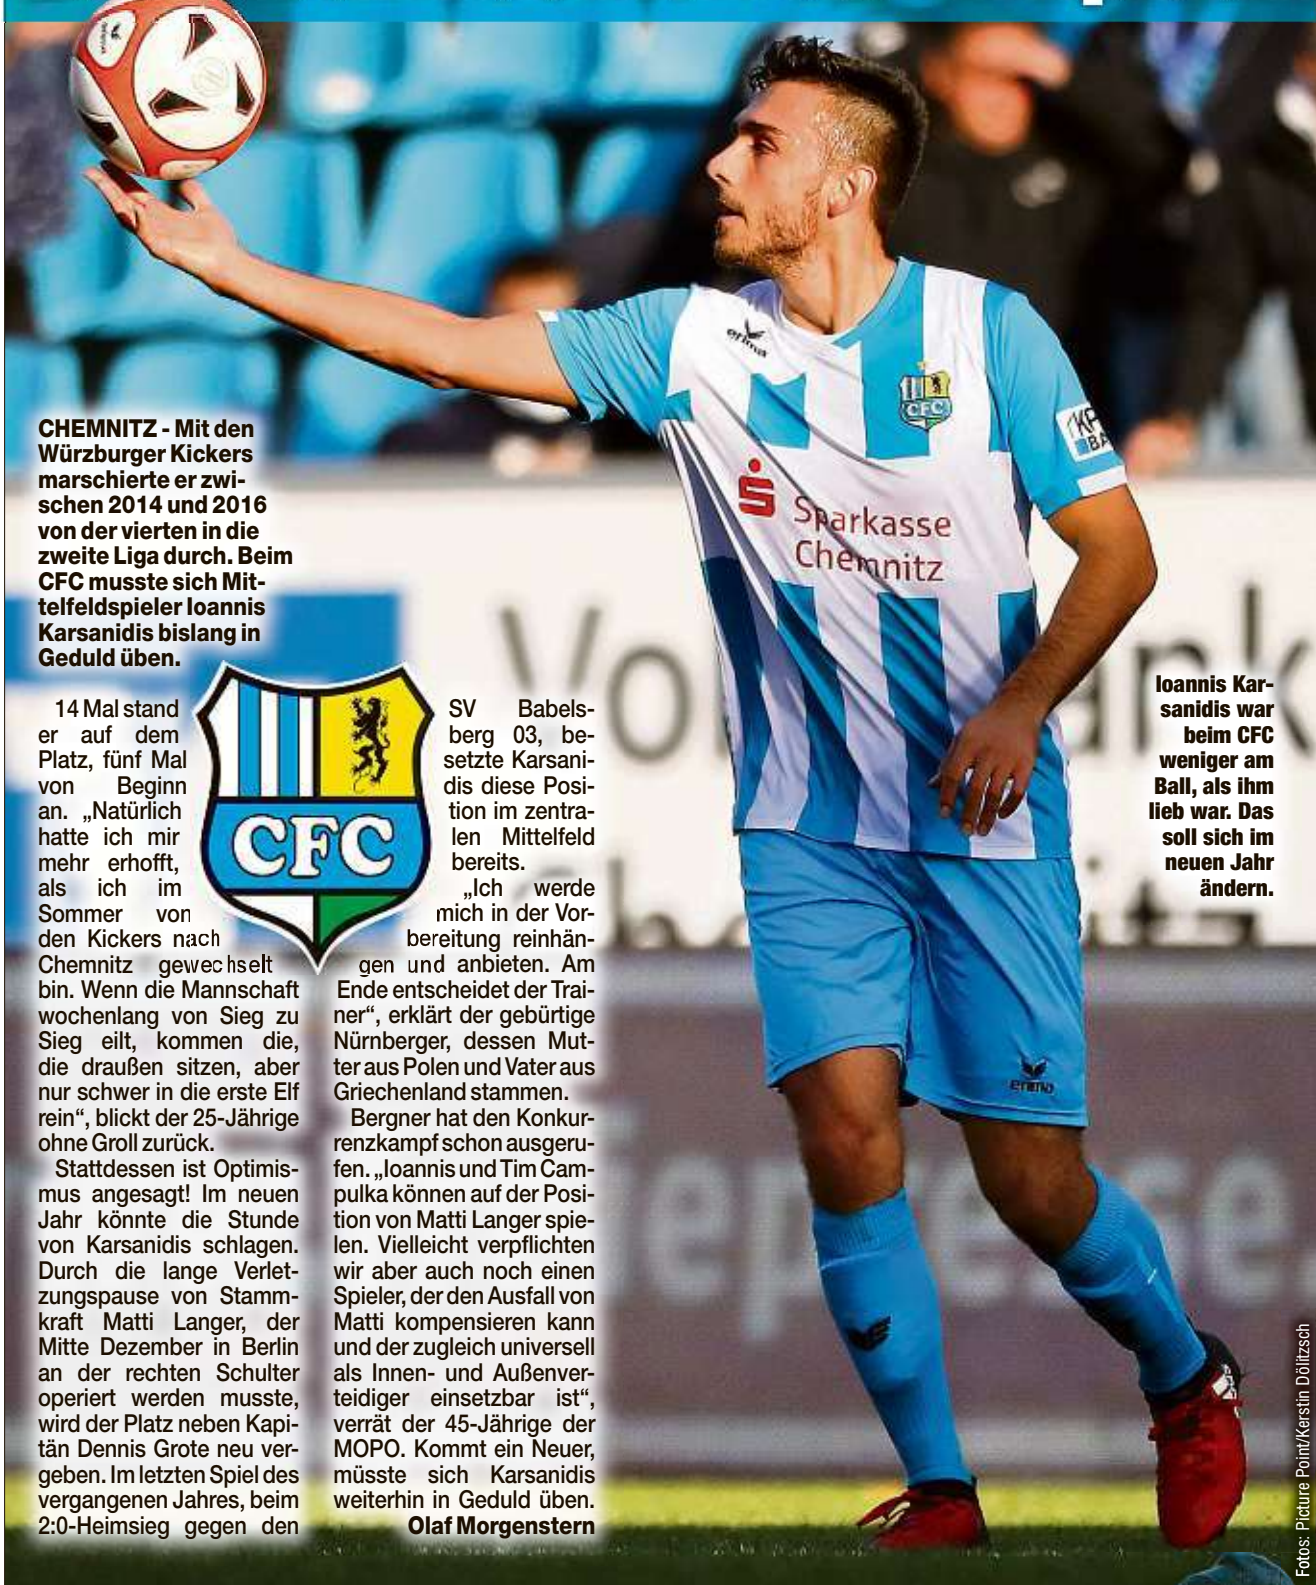 CHEMNITZ - Mit den
Würzburger Kickers
marschierte er zwi-
schen 2014 und 2016
von der vierten in die
zweite Liga durch. Beim
CFC musste sich Mit-
telfeldspieler Ioannis
Karsanidis bislang in
Geduld üben.
14 Mal stand
er auf dem
Platz, fünf Mal
von Beginn
an. „Natürlich
hatte ich mir
mehr erhofft,
als ich im
Sommer von
den Kickers nach
Chemnitz gewechselt
bin. Wenn die Mannschaft
wochenlang von Sieg zu
Sieg eilt, kommen die,
die draußen sitzen, aber
nur schwer in die erste Elf
rein“, blickt der 25-Jährige
ohne Groll zurück.
Stattdessen ist Optimis-
mus angesagt! Im neuen
Jahr könnte die Stunde
von Karsanidis schlagen.
Durch die lange Verlet-
zungspause von Stamm-
kraft Matti Langer, der
Mitte Dezember in Berlin
an der rechten Schulter
operiert werden musste,
wird der Platz neben Kapi-
tän Dennis Grote neu ver-
geben. Im letzten Spiel des
vergangenen Jahres, beim
2:0-Heimsieg gegen den
SV Babels-
berg 03, be-
setzte Karsani-
dis diese Posi-
tion im zentra-
len Mittelfeld
bereits.
„Ich werde
mich in der Vor-
bereitung reinhän-
gen und anbieten. Am
Ende entscheidet der Trai-
ner“, erklärt der gebürtige
Nürnberger, dessen Mut-
ter aus Polen und Vater aus
Griechenland stammen.
Bergner hat den Konkur-
renzkampf schon ausgeru-
fen. „Ioannis und Tim Cam-
pulka können auf der Posi-
tion von Matti Langer spie-
len. Vielleicht verpflichten
wir aber auch noch einen
Spieler, der den Ausfall von
Matti kompensieren kann
und der zugleich universell
als Innen- und Außenver-
teidiger einsetzbar ist“,
verrät der 45-Jährige der
MOPO. Kommt ein Neuer,
müsste sich Karsanidis
weiterhin in Geduld üben.
Olaf Morgenstern
CFC
erima
CFC
Sparkasse
Chemnitz
erima
Ioannis Kar-
sanidis war
beim CFC
weniger am
Ball, als ihm
lieb war. Das
soll sich im
neuen Jahr
ändern.
Fotos: Picture Point/Kerstin Dölitzsch